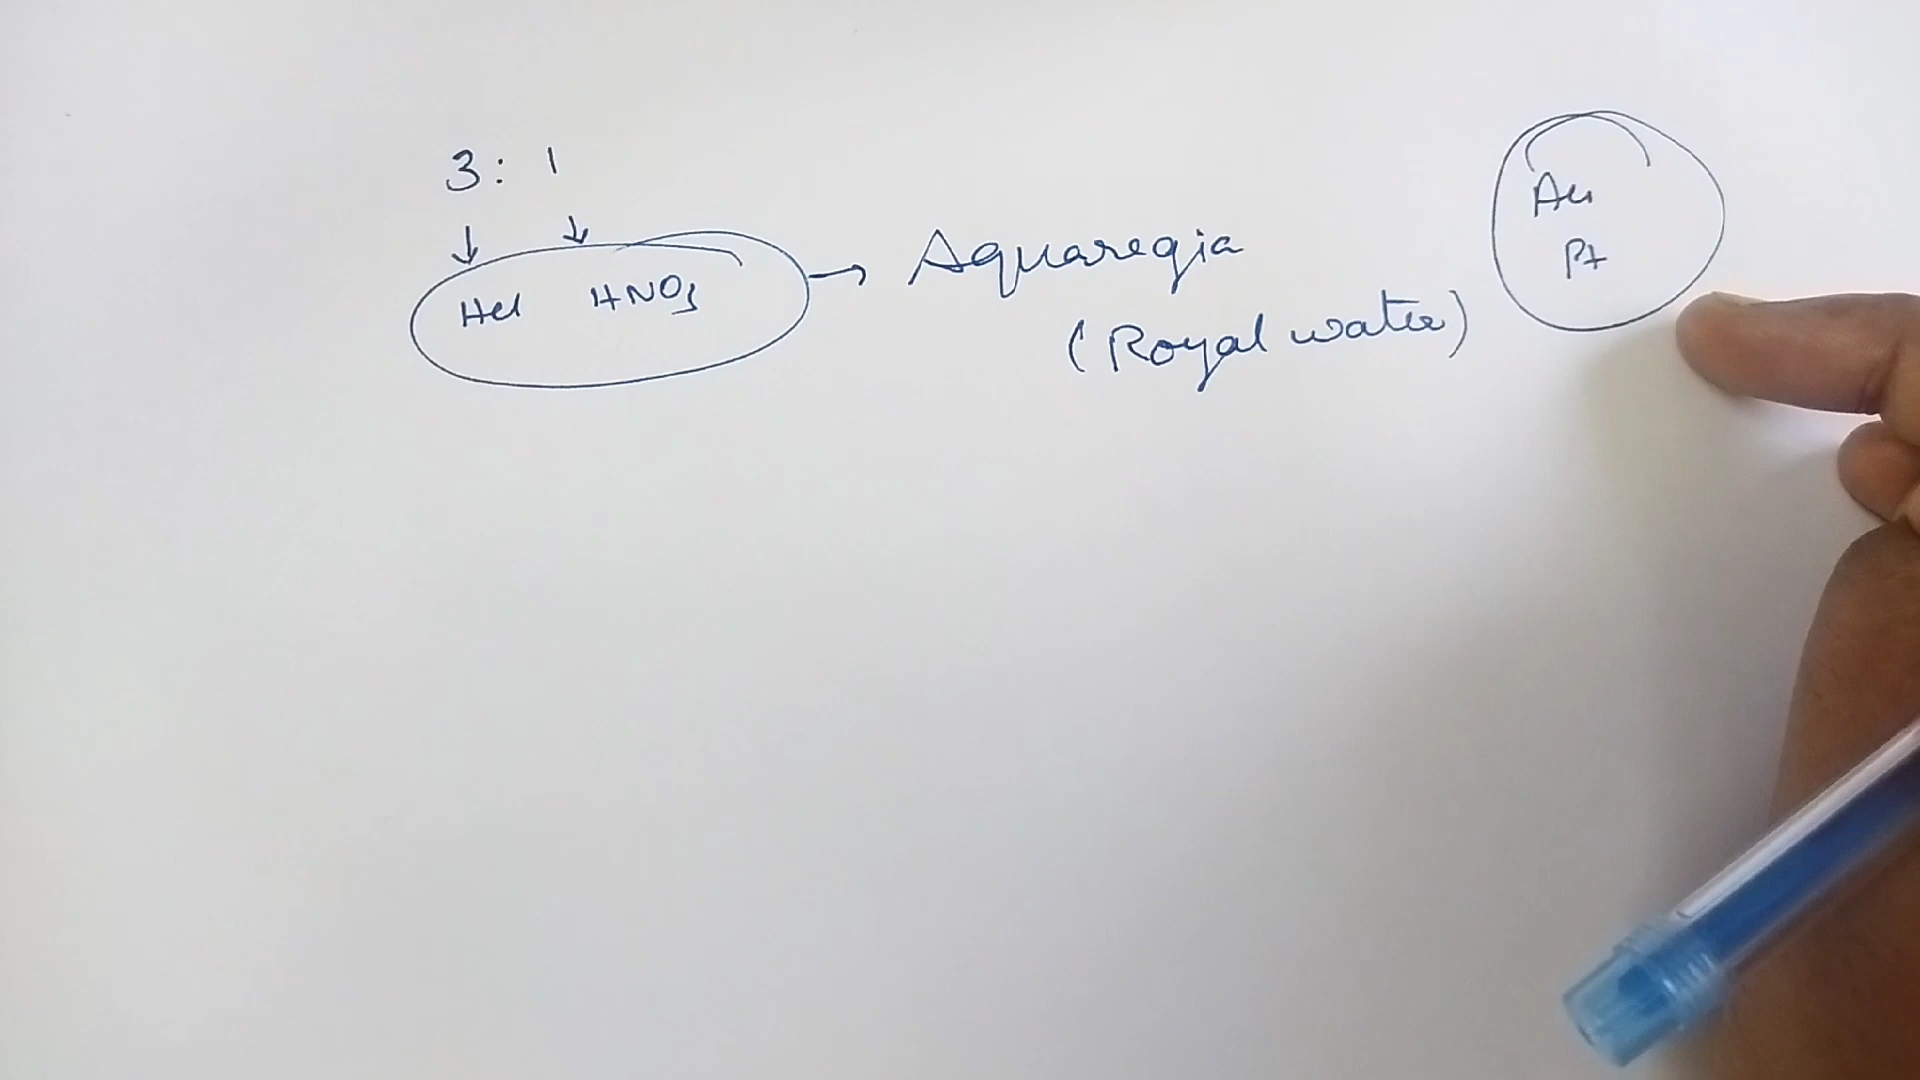 3 : 1
↓ ↓
HCl HNO3 → Aquaregia
(Royal water)
Au
Pt